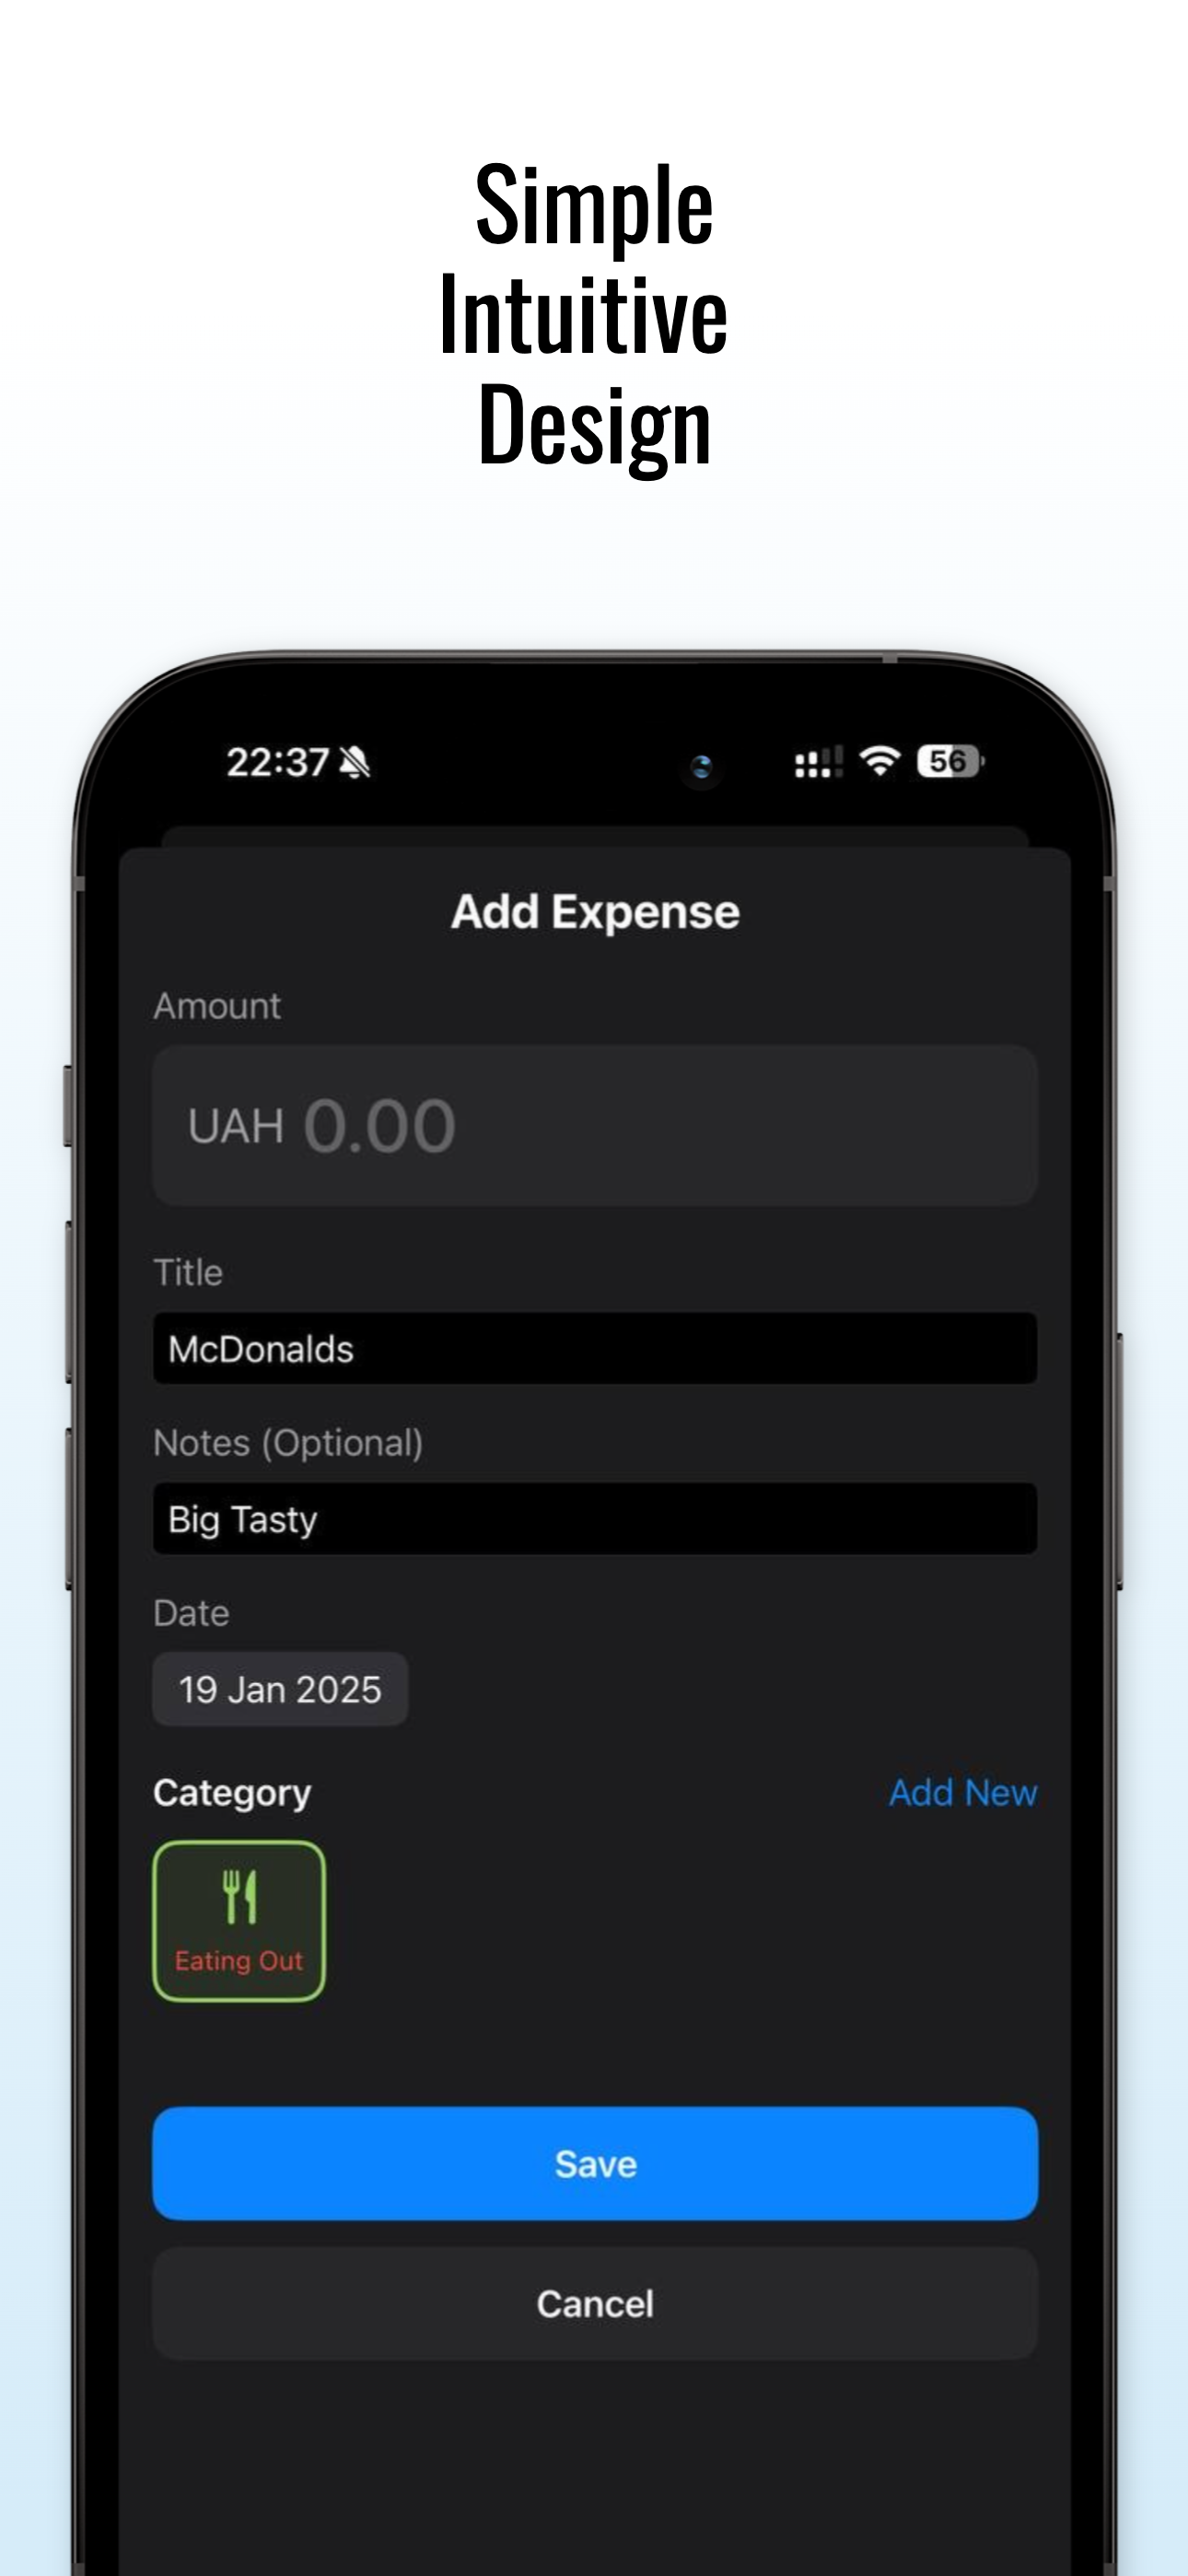 Simple
Intuitive
Design
22:37 56
Add Expense
Amount
UAH 0.00
Title
McDonalds
Notes (Optional)
Big Tasty
Date
19 Jan 2025
Category Add New
Eating Out
Save
Cancel